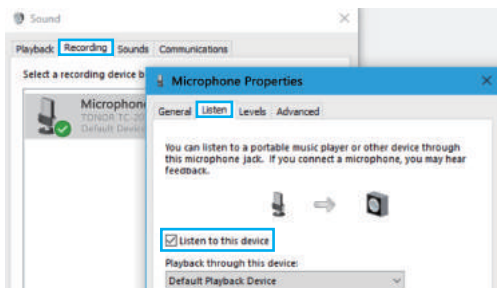 Sound
Playback Recording Sounds Communications
Select a recording device b
Microphone
TONOR TC-20
Default Device
Microphone Properties
General Listen Levels Advanced
You can listen to a portable music player or other device through
this microphone jack. If you connect a microphone, you may hear
feedback.
Listen to this device
Playback through this device:
Default Playback Device